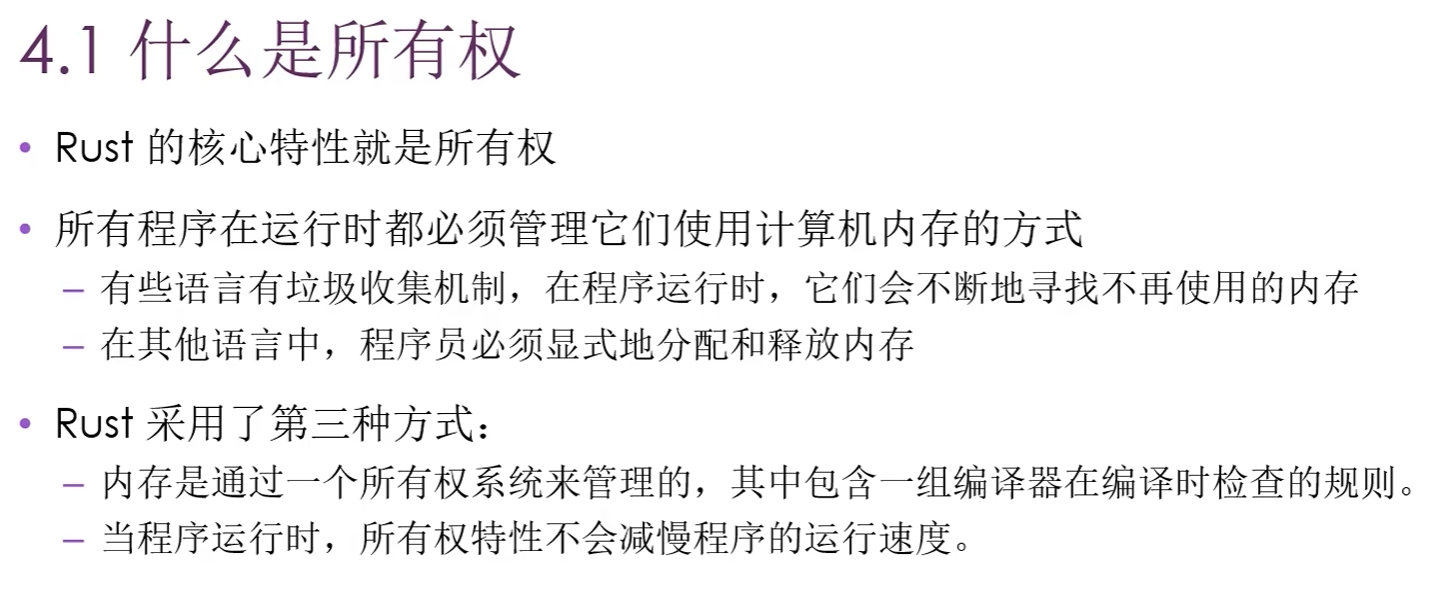 4.1 什么是所有权
• Rust 的核心特性就是所有权
• 所有程序在运行时都必须管理它们使用计算机内存的方式
– 有些语言有垃圾收集机制，在程序运行时，它们会不断地寻找不再使用的内存
– 在其他语言中，程序员必须显式地分配和释放内存
• Rust 采用了第三种方式：
– 内存是通过一个所有权系统来管理的，其中包含一组编译器在编译时检查的规则。
– 当程序运行时，所有权特性不会减慢程序的运行速度。